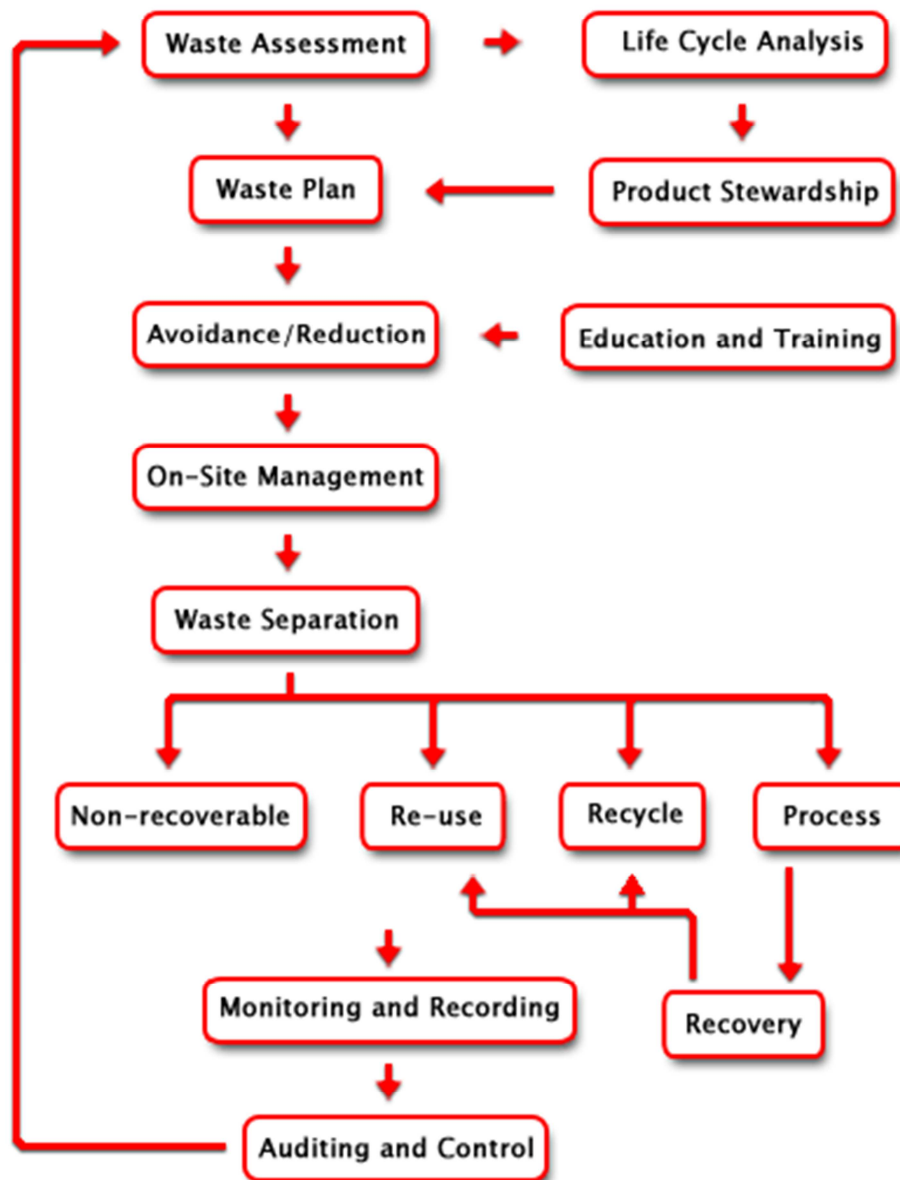 Waste Assessment
Life Cycle Analysis
Waste Plan
Product Stewardship
Avoidance/Reduction
Education and Training
On-Site Management
Waste Separation
Non-recoverable
Re-use
Recycle
Process
Monitoring and Recording
Recovery
Auditing and Control